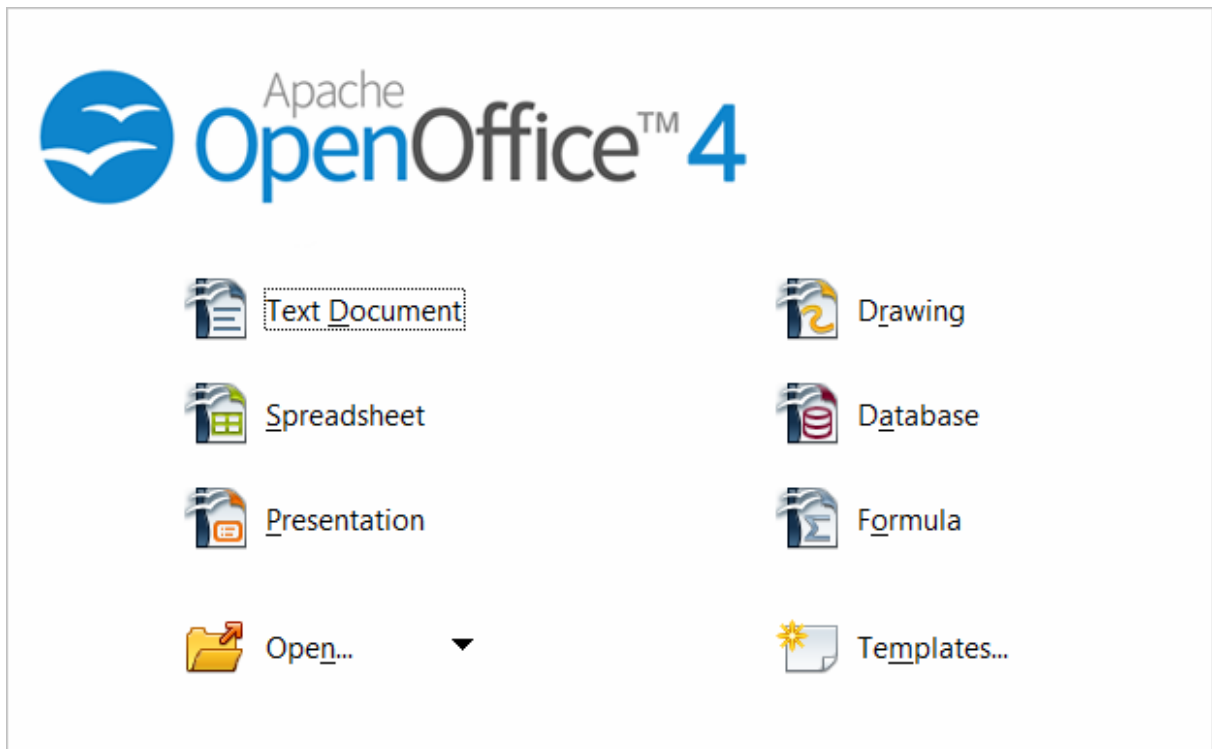 Apache
OpenOffice™ 4
Text Document
Drawing
Spreadsheet
Database
Presentation
Formula
Open...
Templates...